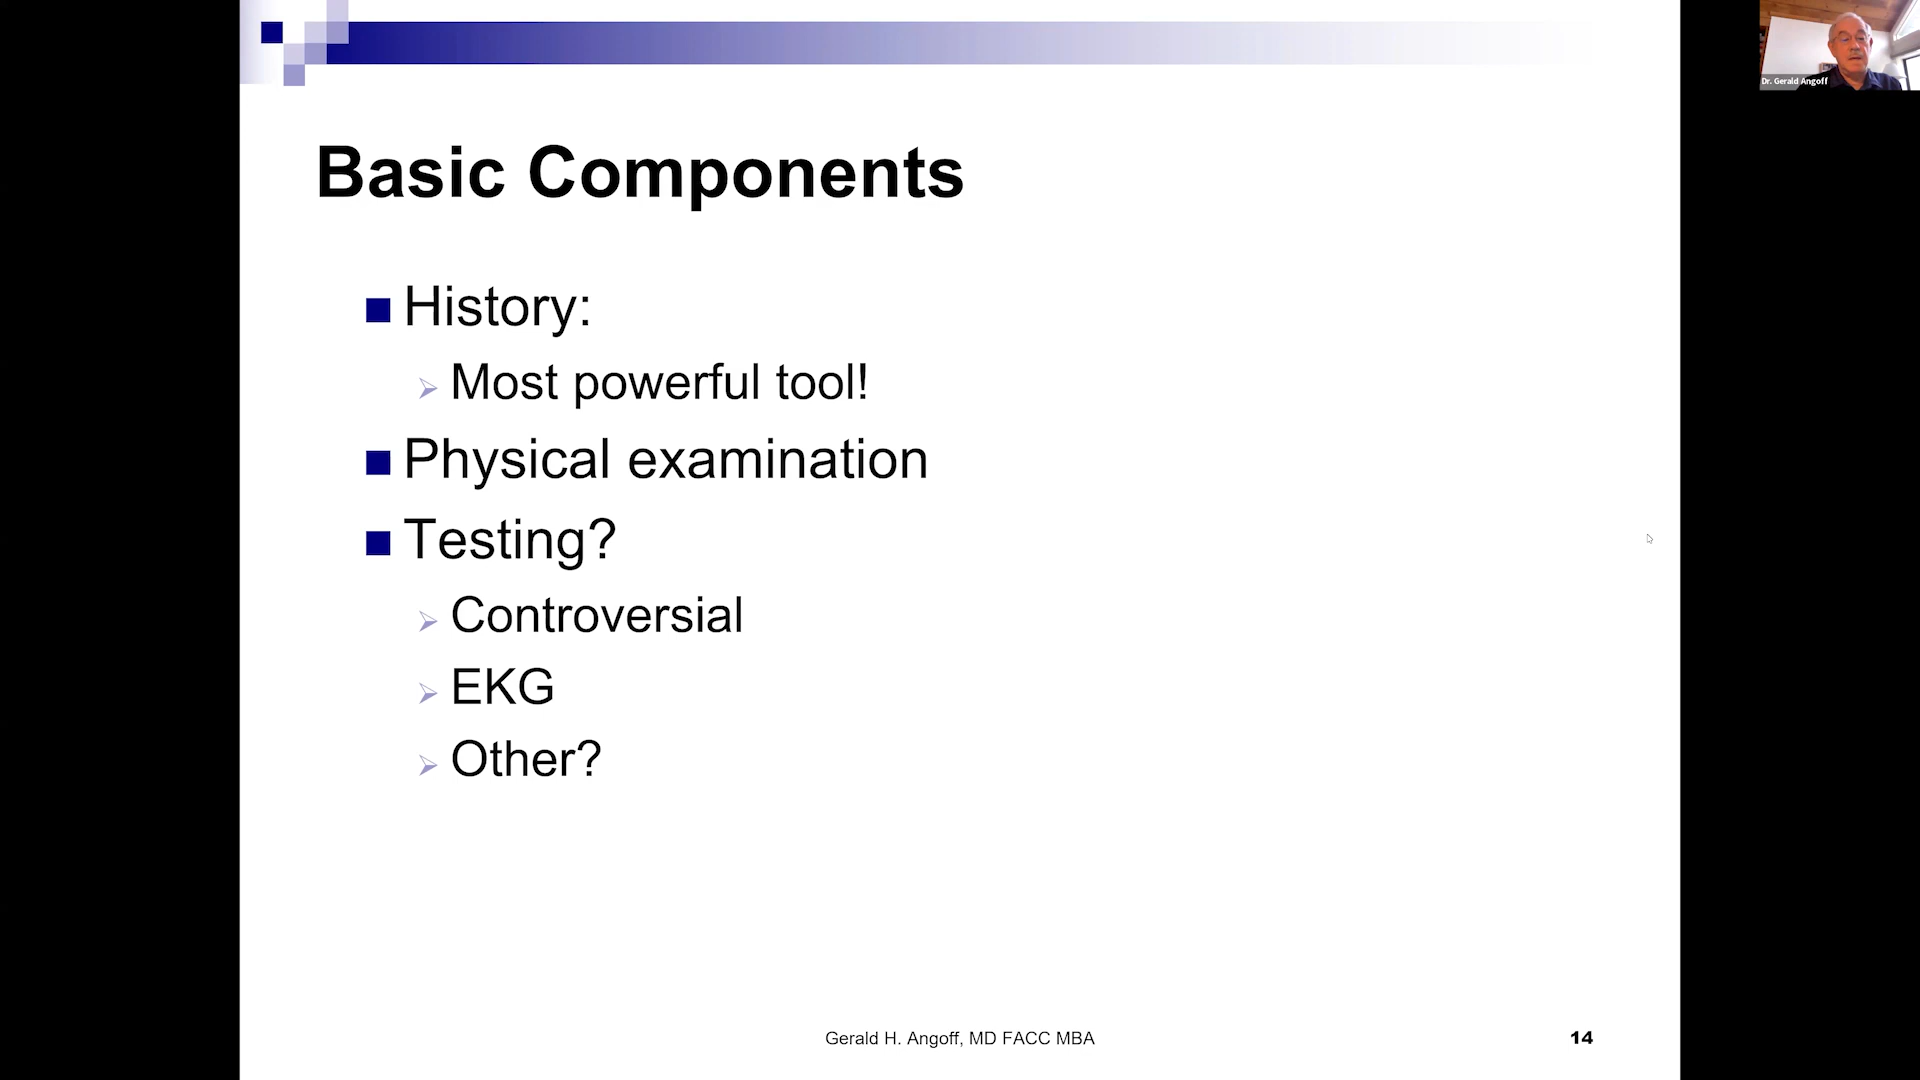 Dr. Gerald Angoff
Basic Components
History:
Most powerful tool!
Physical examination
Testing?
Controversial
EKG
Other?
Gerald H. Angoff, MD FACC MBA
14